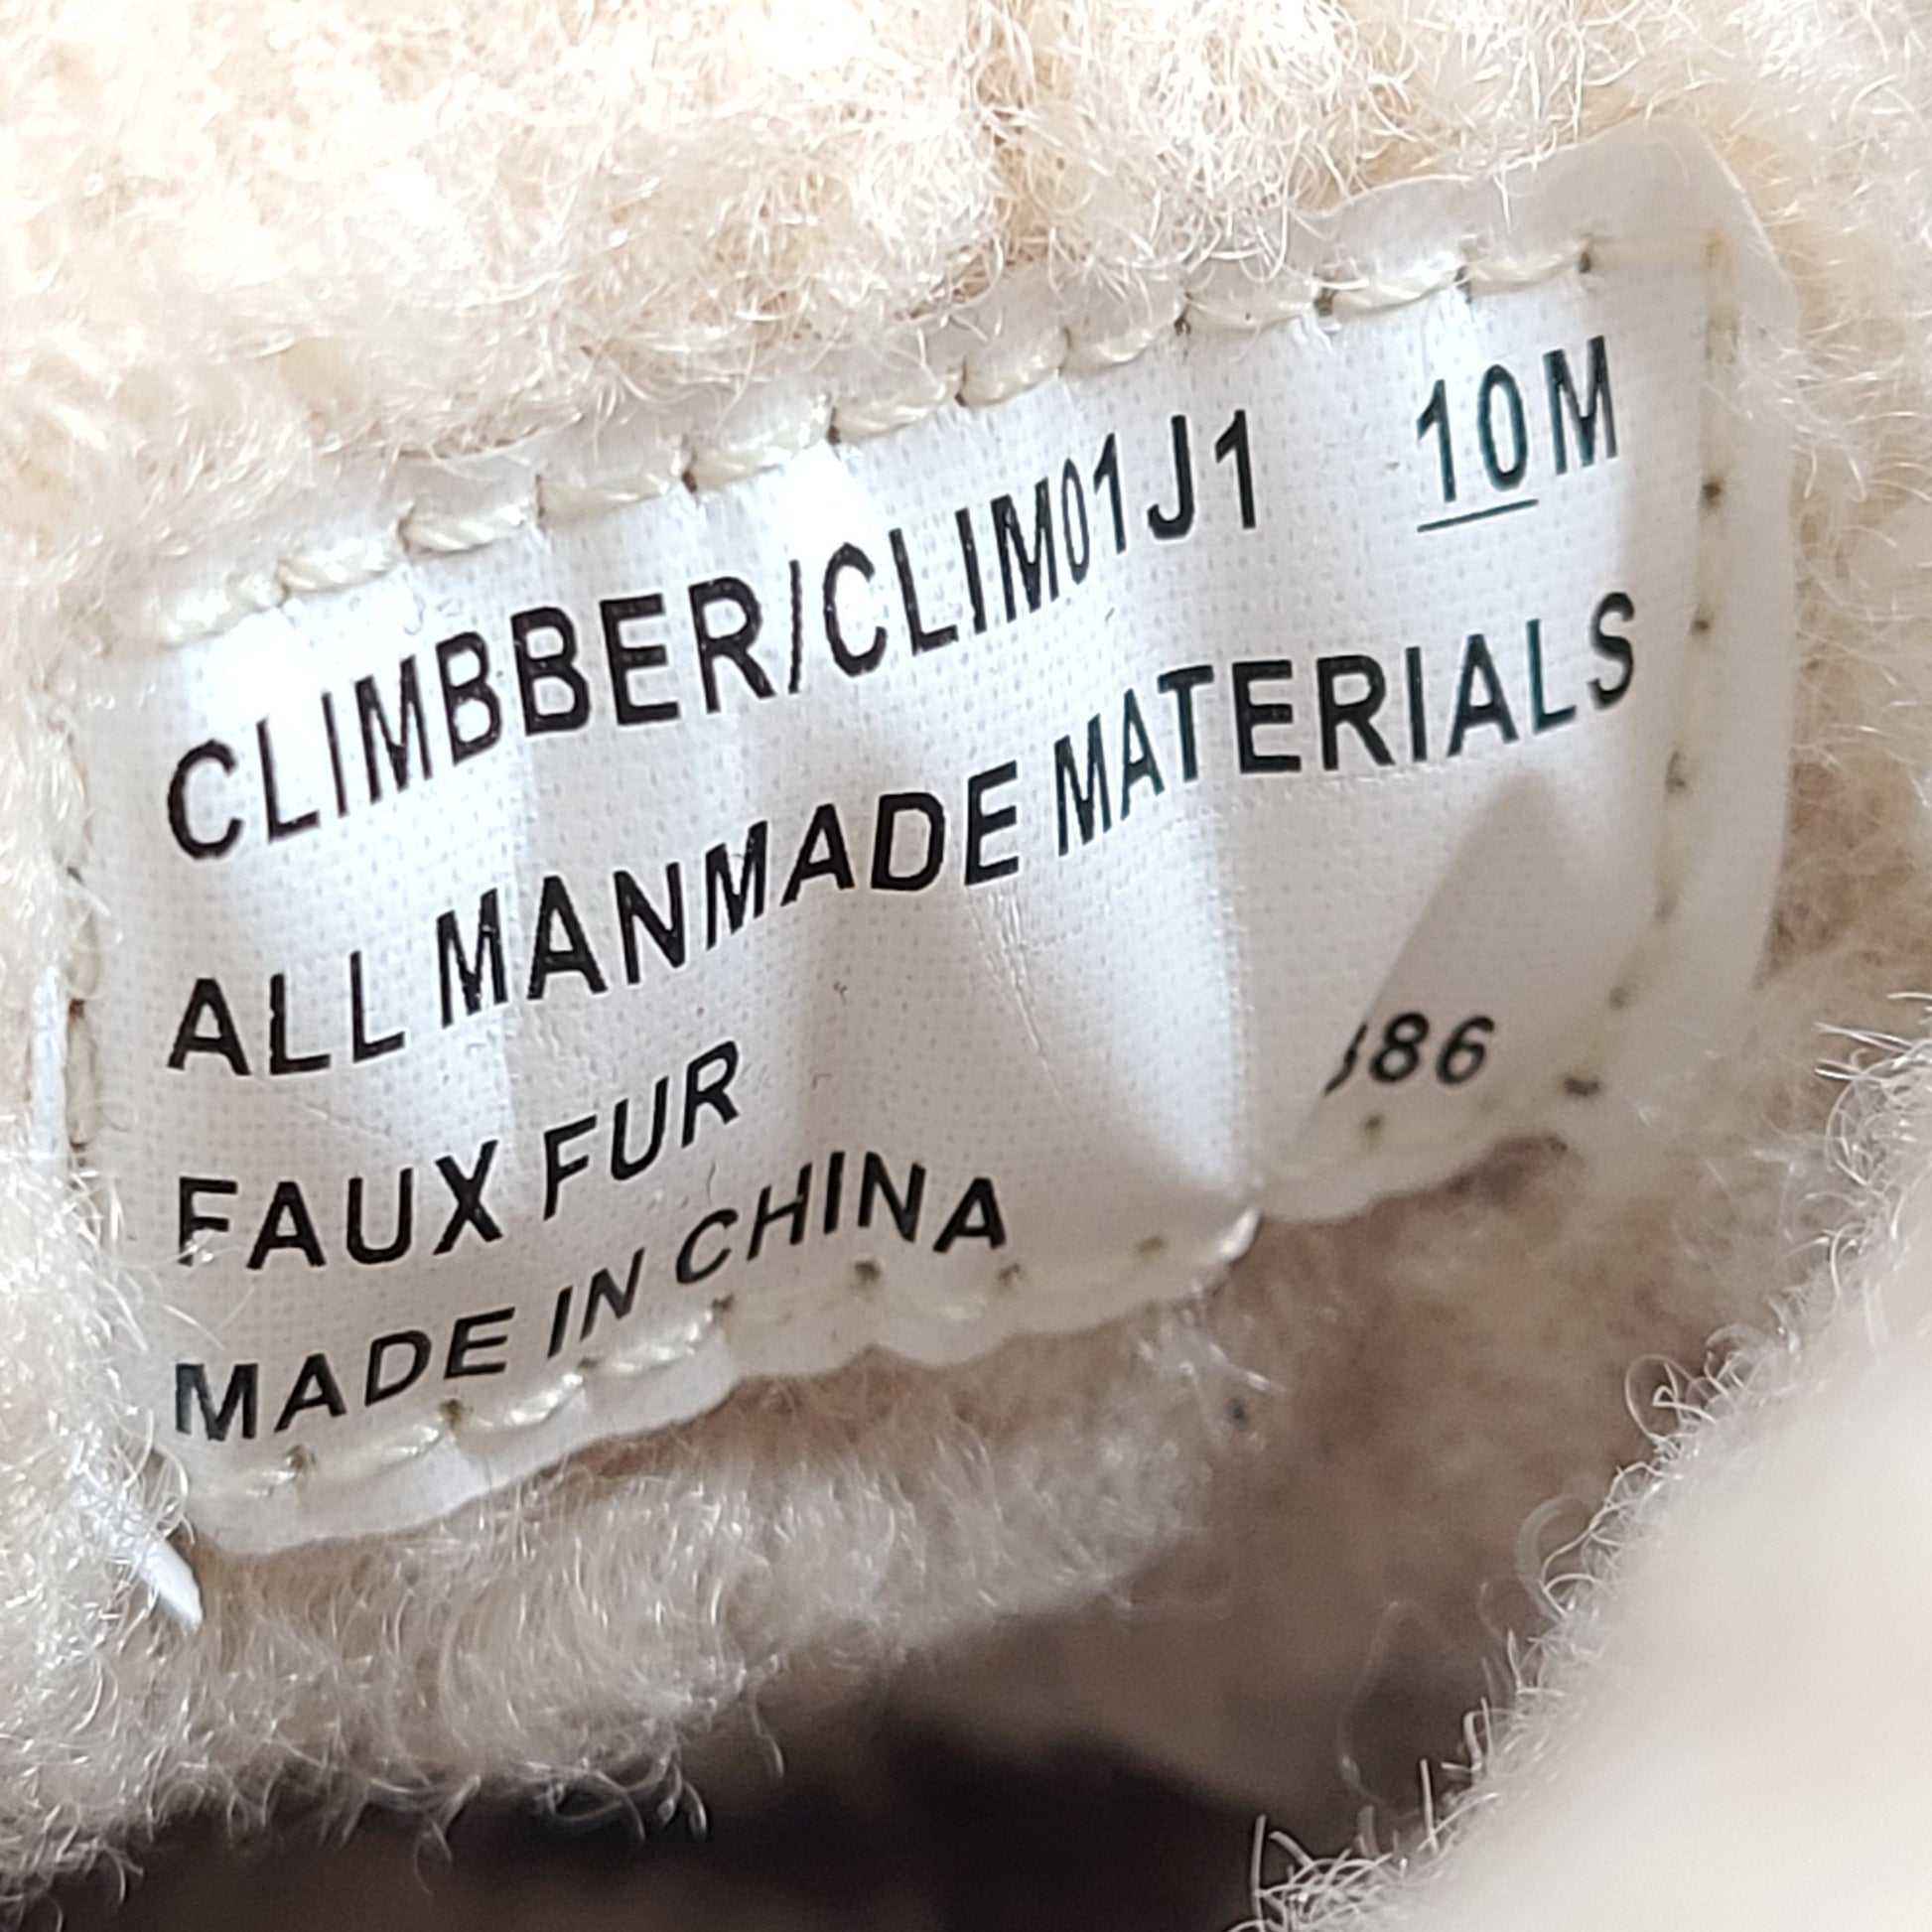 CLIMBBER/CLIM01J1 10M
ALL MANMADE MATERIALS
FAUX FUR
MADE IN CHINA